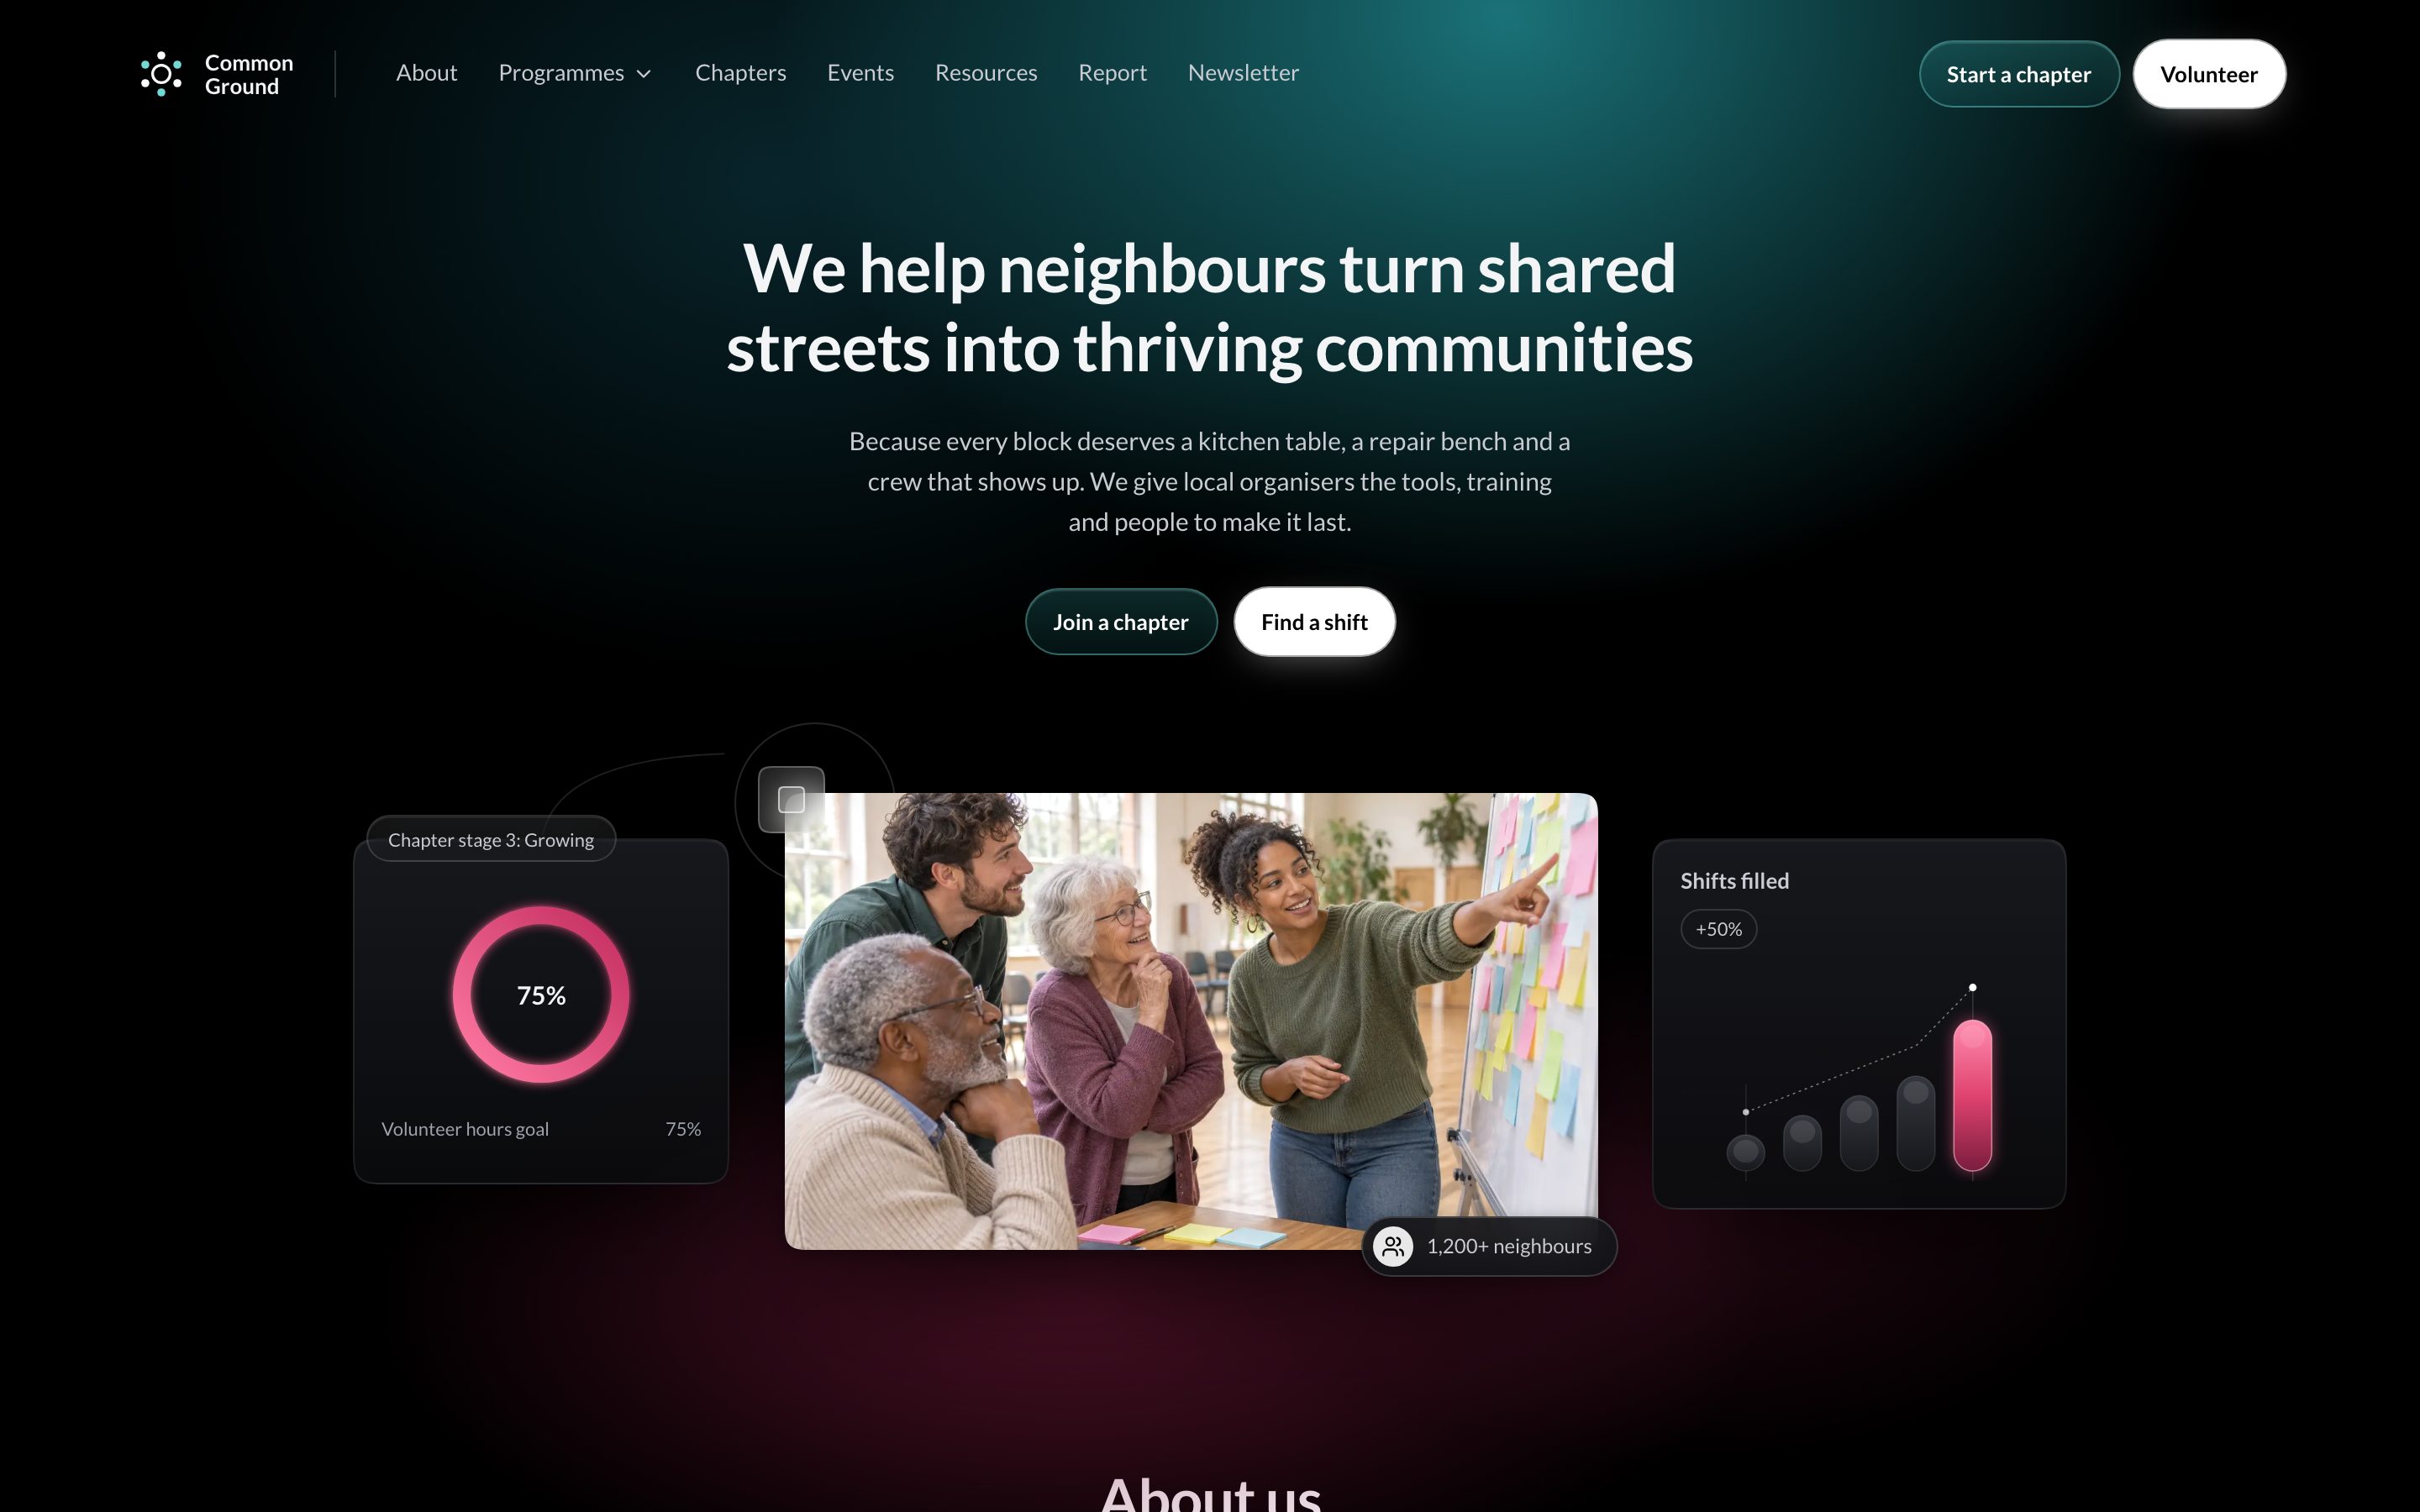 Common
Ground
About
Programmes
Chapters
Events
Resources
Report
Newsletter
Start a chapter
Volunteer
We help neighbours turn shared
streets into thriving communities
Because every block deserves a kitchen table, a repair bench and a
crew that shows up. We give local organisers the tools, training
and people to make it last.
Join a chapter
Find a shift
Chapter stage 3: Growing
75%
Volunteer hours goal
75%
1,200+ neighbours
Shifts filled
+50%
About us